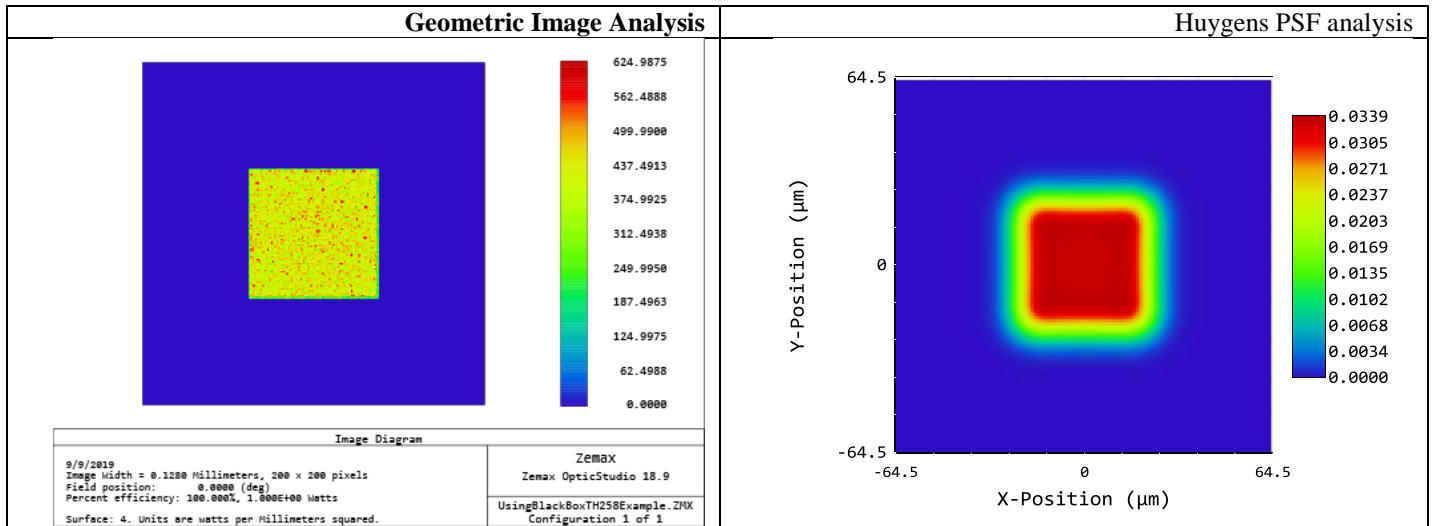 Geometric Image Analysis
624.9875
562.4888
499.9900
437.4913
374.9925
312.4938
249.9950
187.4963
124.9975
62.4988
0.0000
Image Diagram
9/9/2019
Image Width = 0.1280 Millimeters, 200 x 200 pixels
Field position: 0.0000 (deg)
Percent efficiency: 100.000%, 1.000E+00 Watts
Surface: 4. Units are watts per Millimeters squared.
Zemax
Zemax OpticStudio 18.9
UsingBlackBoxTH258Example.ZMX
Configuration 1 of 1
Huygens PSF analysis
64.5
0
-64.5
Y-Position (µm)
-64.5 0 64.5
X-Position (µm)
0.0339
0.0305
0.0271
0.0237
0.0203
0.0169
0.0135
0.0102
0.0068
0.0034
0.0000